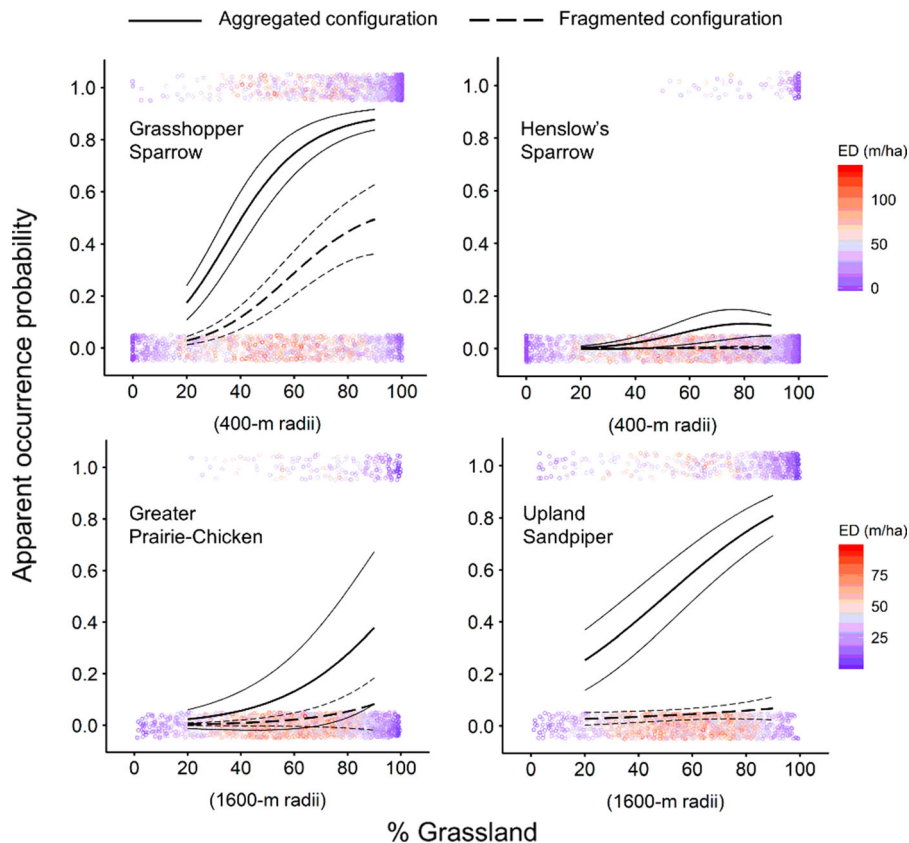 Aggregated configuration
Fragmented configuration
Apparent occurrence probability
1.0
0.8
0.6
0.4
0.2
0.0
Grasshopper
Sparrow
0 20 40 60 80 100
(400-m radii)
1.0
0.8
0.6
0.4
0.2
0.0
Henslow's
Sparrow
0 20 40 60 80 100
(400-m radii)
ED (m/ha)
100
50
0
1.0
0.8
0.6
0.4
0.2
0.0
Greater
Prairie-Chicken
0 20 40 60 80 100
(1600-m radii)
1.0
0.8
0.6
0.4
0.2
0.0
Upland
Sandpiper
0 20 40 60 80 100
(1600-m radii)
ED (m/ha)
75
50
25
% Grassland